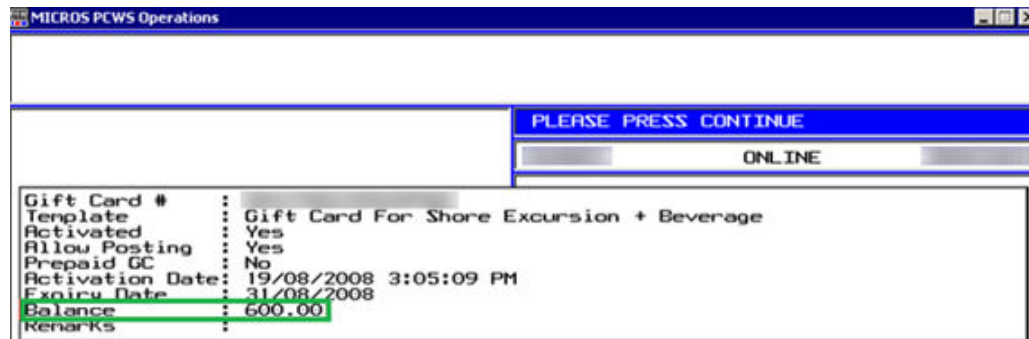 MICROS PCWS Operations
PLEASE PRESS CONTINUE
ONLINE
Gift Card # :
Template : Gift Card For Shore Excursion + Beverage
Activated : Yes
Allow Posting : Yes
Prepaid GC : No
Activation Date: 19/08/2008 3:05:09 PM
Expiry Date : 31/08/2008
Balance : 600.00
Remarks :